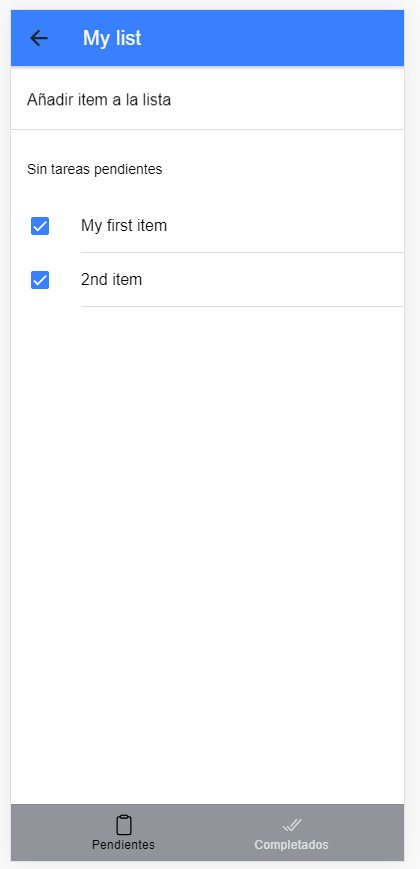 My list
Añadir item a la lista
Sin tareas pendientes
My first item
2nd item
Pendientes
Completados